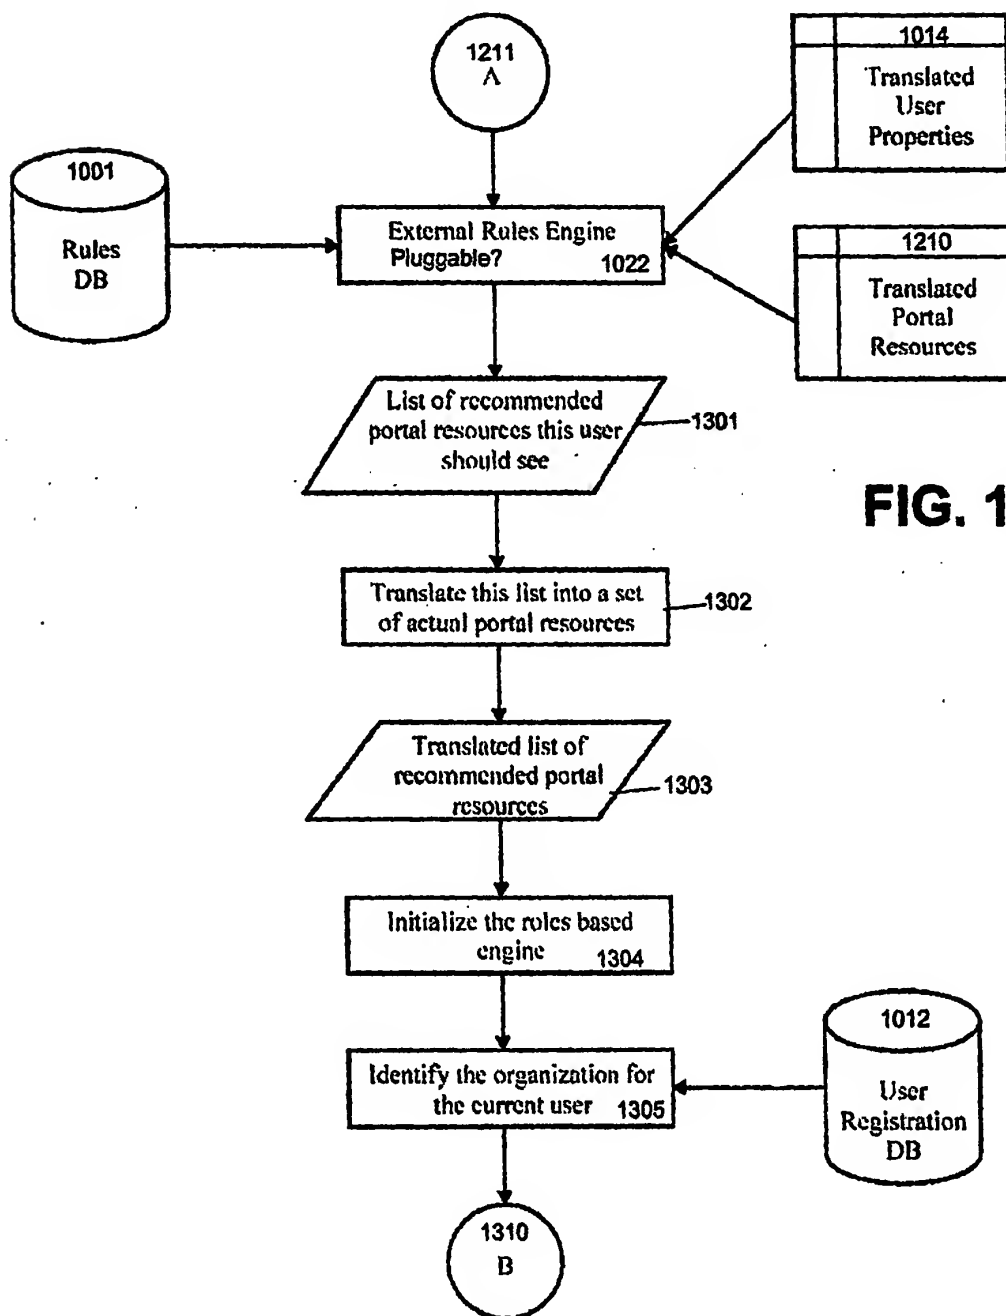 1211
A
1014
Translated
User
Properties
1001
Rules
DB
External Rules Engine
Pluggable?
1022
1210
Translated
Portal
Resources
List of recommended
portal resources this user
should see
1301
FIG. 1
Translate this list into a set
of actual portal resources
1302
Translated list of
recommended portal
resources
1303
Initialize the roles based
engine
1304
Identify the organization for
the current user
1305
1012
User
Registration
DB
1310
B